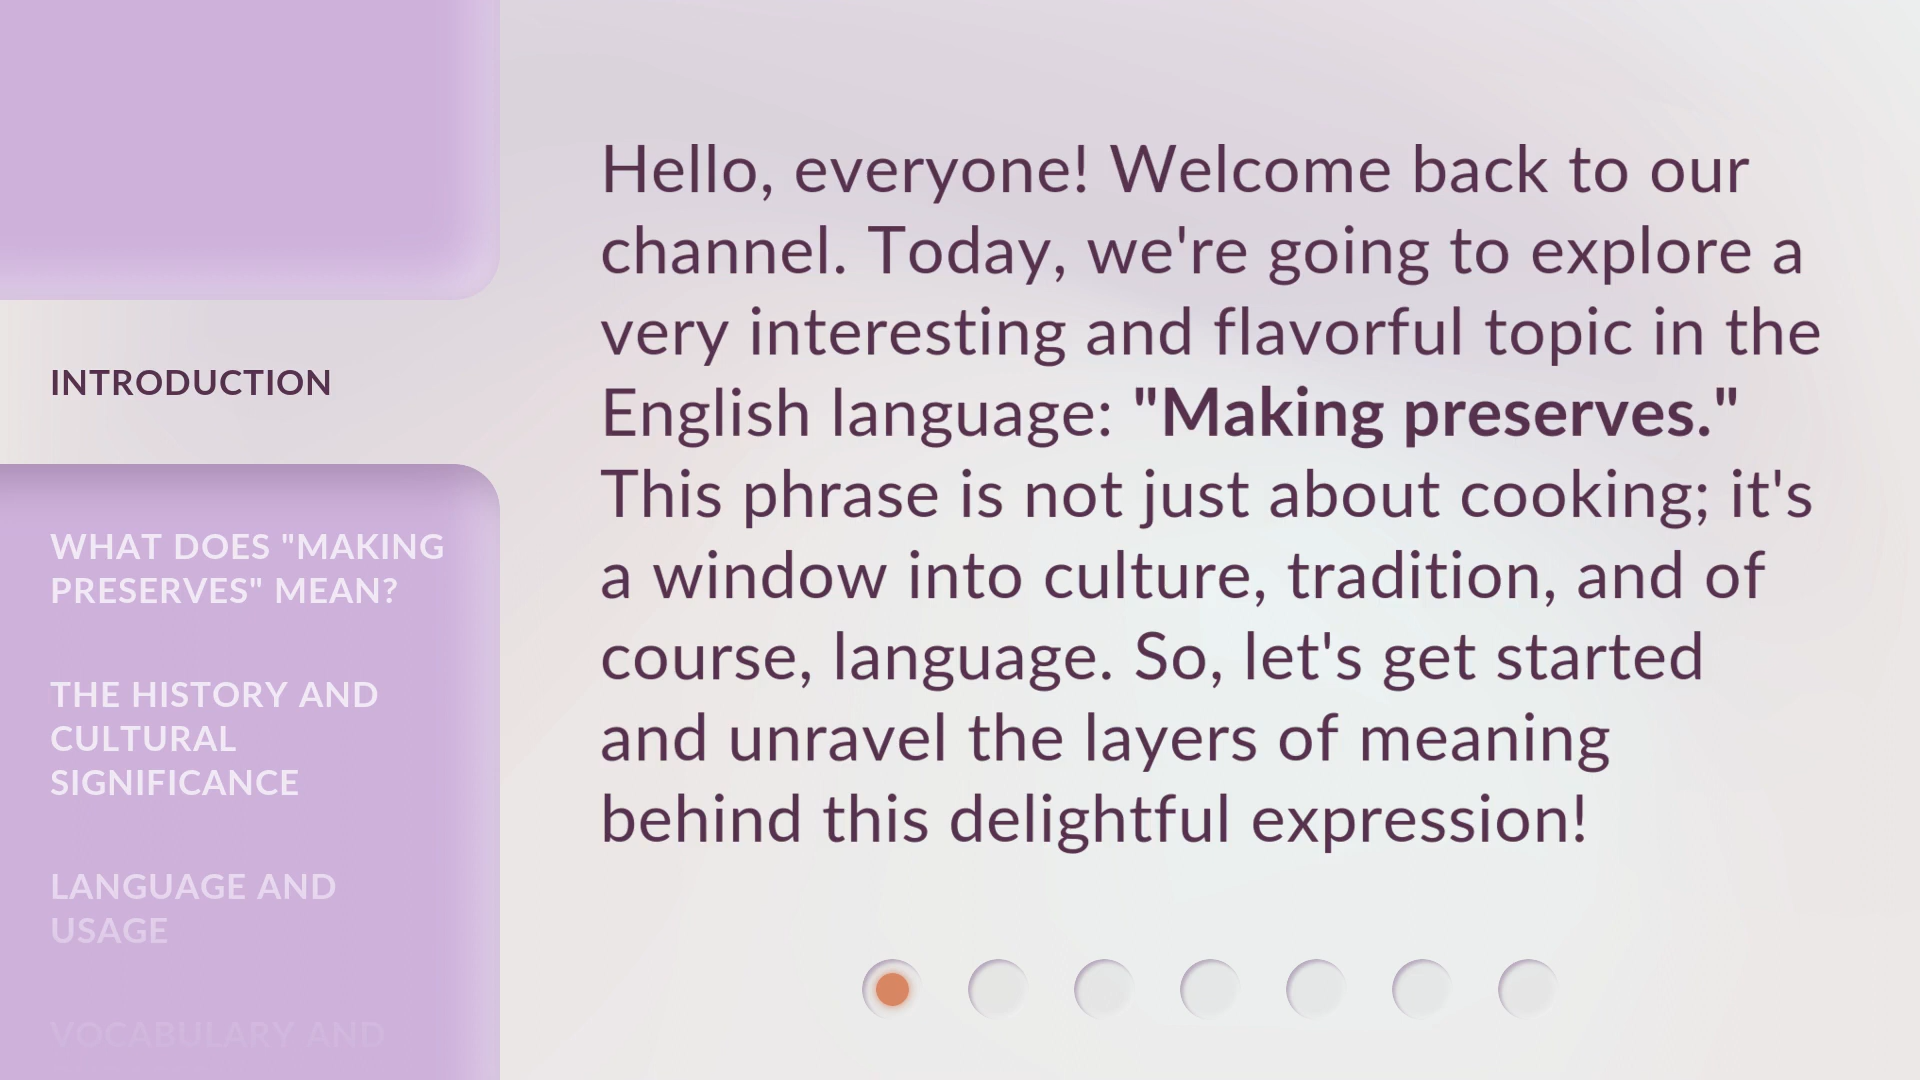 INTRODUCTION
WHAT DOES "MAKING
PRESERVES" MEAN?
THE HISTORY AND
CULTURAL
SIGNIFICANCE
LANGUAGE AND
USAGE
VOCABULARY AND
Hello, everyone! Welcome back to our
channel. Today, we're going to explore a
very interesting and flavorful topic in the
English language: "Making preserves."
This phrase is not just about cooking; it's
a window into culture, tradition, and of
course, language. So, let's get started
and unravel the layers of meaning
behind this delightful expression!